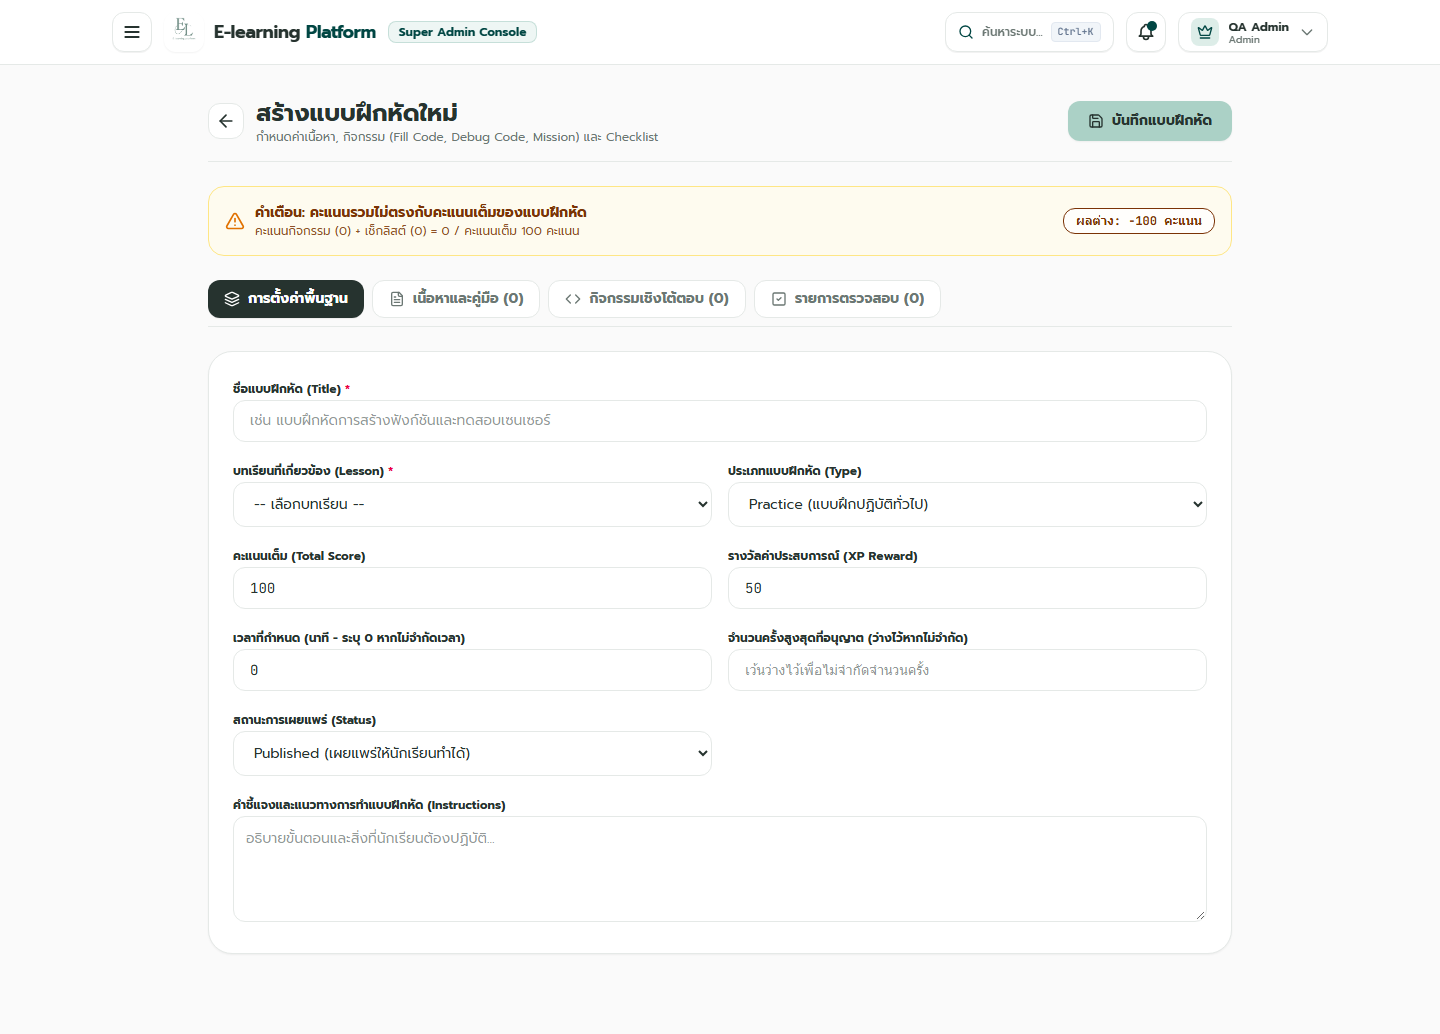 E-learning Platform
Super Admin Console
ค้นหาระบบ...
Ctrl+K
QA Admin
Admin
สร้างแบบฝึกหัดใหม่
กำหนดค่าเนื้อหา, กิจกรรม (Fill Code, Debug Code, Mission) และ Checklist
บันทึกแบบฝึกหัด
คำเตือน: คะแนนรวมไม่ตรงกับคะแนนเต็มของแบบฝึกหัด
คะแนนกิจกรรม (0) + เช็กลิสต์ (0) = 0 / คะแนนเต็ม 100 คะแนน
ผลต่าง: -100 คะแนน
การตั้งค่าพื้นฐาน
เนื้อหาและคู่มือ (0)
กิจกรรมเชิงโต้ตอบ (0)
รายการตรวจสอบ (0)
ชื่อแบบฝึกหัด (Title) *
เช่น แบบฝึกหัดการสร้างฟังก์ชันและทดสอบเซนเซอร์
บทเรียนที่เกี่ยวข้อง (Lesson) *
ประเภทแบบฝึกหัด (Type)
-- เลือกบทเรียน --
Practice (แบบฝึกปฏิบัติทั่วไป)
คะแนนเต็ม (Total Score)
รางวัลค่าประสบการณ์ (XP Reward)
100
50
เวลาที่กำหนด (นาที - ระบุ 0 หากไม่จำกัดเวลา)
จำนวนครั้งสูงสุดที่อนุญาต (ว่างไว้หากไม่จำกัด)
0
เว้นว่างไว้เพื่อไม่จำกัดจำนวนครั้ง
สถานะการเผยแพร่ (Status)
Published (เผยแพร่ให้นักเรียนทำได้)
คำชี้แจงและแนวทางการทำแบบฝึกหัด (Instructions)
อธิบายขั้นตอนและสิ่งที่นักเรียนต้องปฏิบัติ...